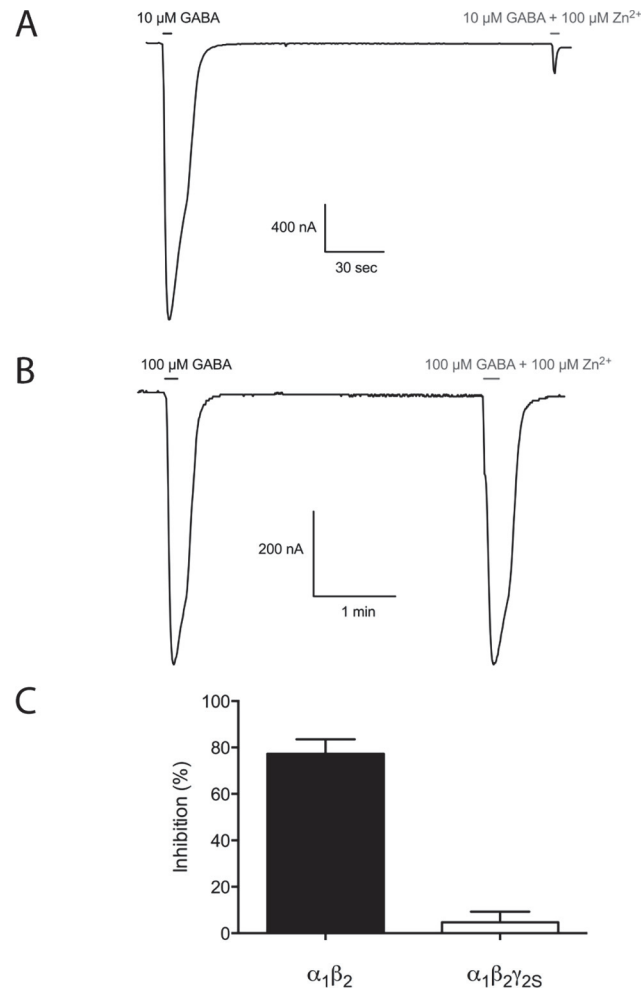 A
10 µM GABA
10 µM GABA + 100 µM Zn²⁺
400 nA
30 sec
B
100 µM GABA
100 µM GABA + 100 µM Zn²⁺
200 nA
1 min
C
Inhibition (%)
100
80
60
40
20
0
α₁β₂
α₁β₂γ₂S